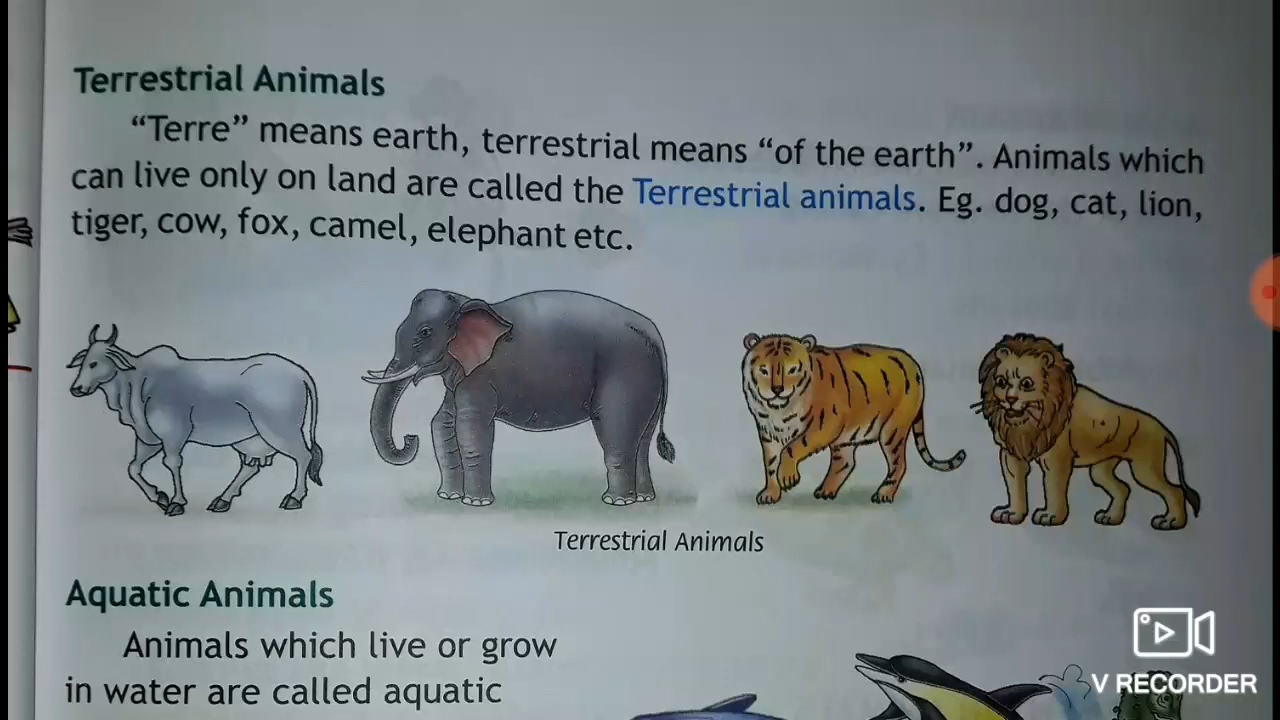 Terrestrial Animals
“Terre” means earth, terrestrial means “of the earth”. Animals which
can live only on land are called the Terrestrial animals. Eg. dog, cat, lion,
tiger, cow, fox, camel, elephant etc.
Terrestrial Animals
Aquatic Animals
Animals which live or grow
in water are called aquatic
V RECORDER